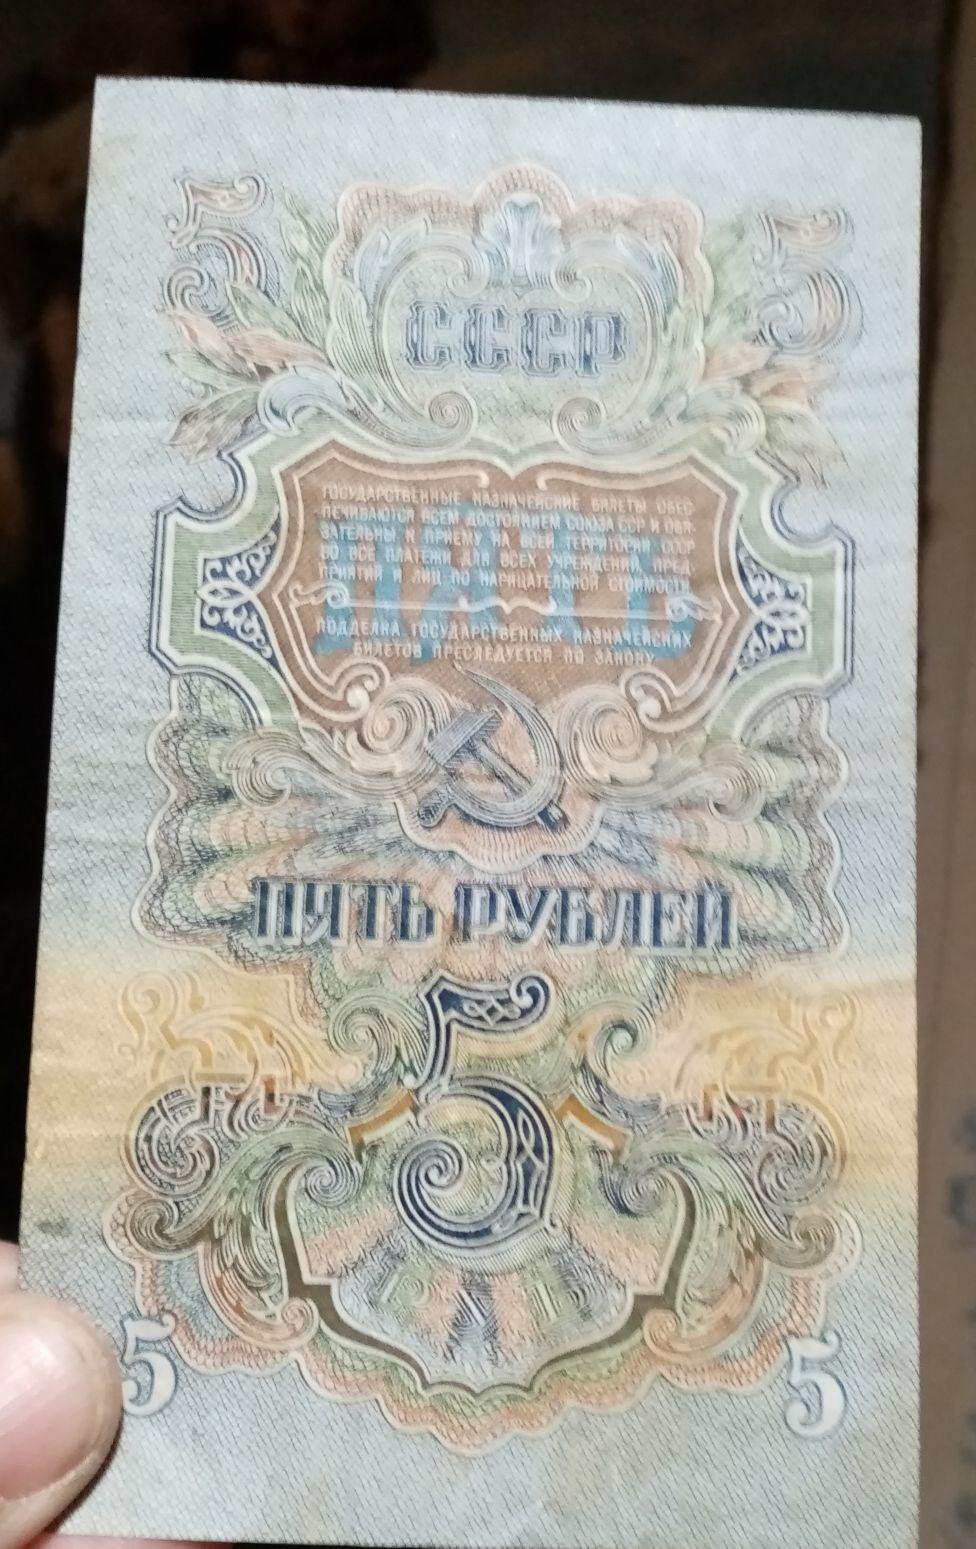 5 5
СССР
ПЯТЬ
ГОСУДАРСТВЕННЫЕ КАЗНАЧЕЙСКИЕ БИЛЕТЫ ОБЕС-
ПЕЧИВАЮТСЯ ВСЕМ ДОСТОЯНИЕМ СОЮЗА ССР И ОБЯ-
ЗАТЕЛЬНЫ К ПРИЕМУ НА ВСЕЙ ТЕРРИТОРИИ СССР
ВО ВСЕ ПЛАТЕЖИ ДЛЯ ВСЕХ УЧРЕЖДЕНИЙ, ПРЕД-
ПРИЯТИЙ И ЛИЦ ПО НАРИЦАТЕЛЬНОЙ СТОИМОСТИ
ПОДДЕЛКА ГОСУДАРСТВЕННЫХ КАЗНАЧЕЙСКИХ
БИЛЕТОВ ПРЕСЛЕДУЕТСЯ ПО ЗАКОНУ
ПЯТЬ РУБЛЕЙ
5
5 5